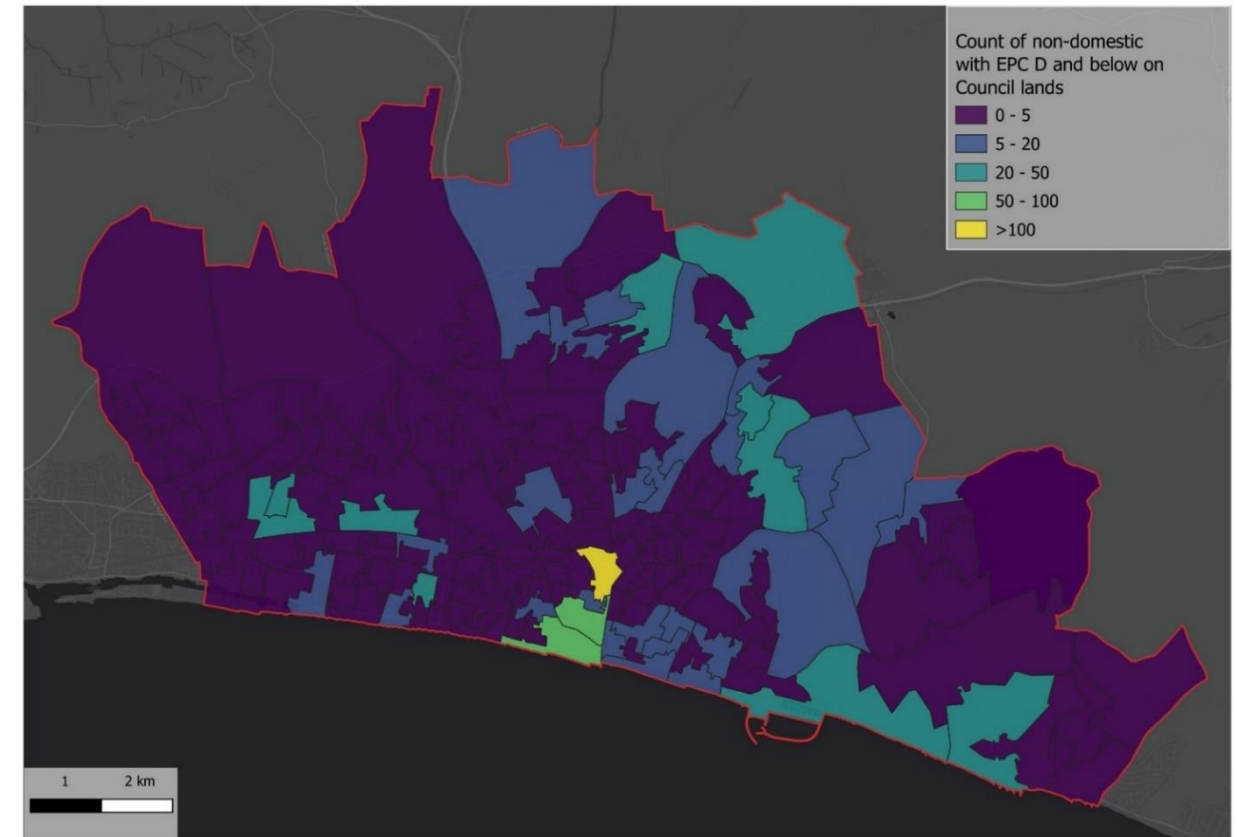 Count of non-domestic
with EPC D and below on
Council lands
0 - 5
5 - 20
20 - 50
50 - 100
>100
1 2 km